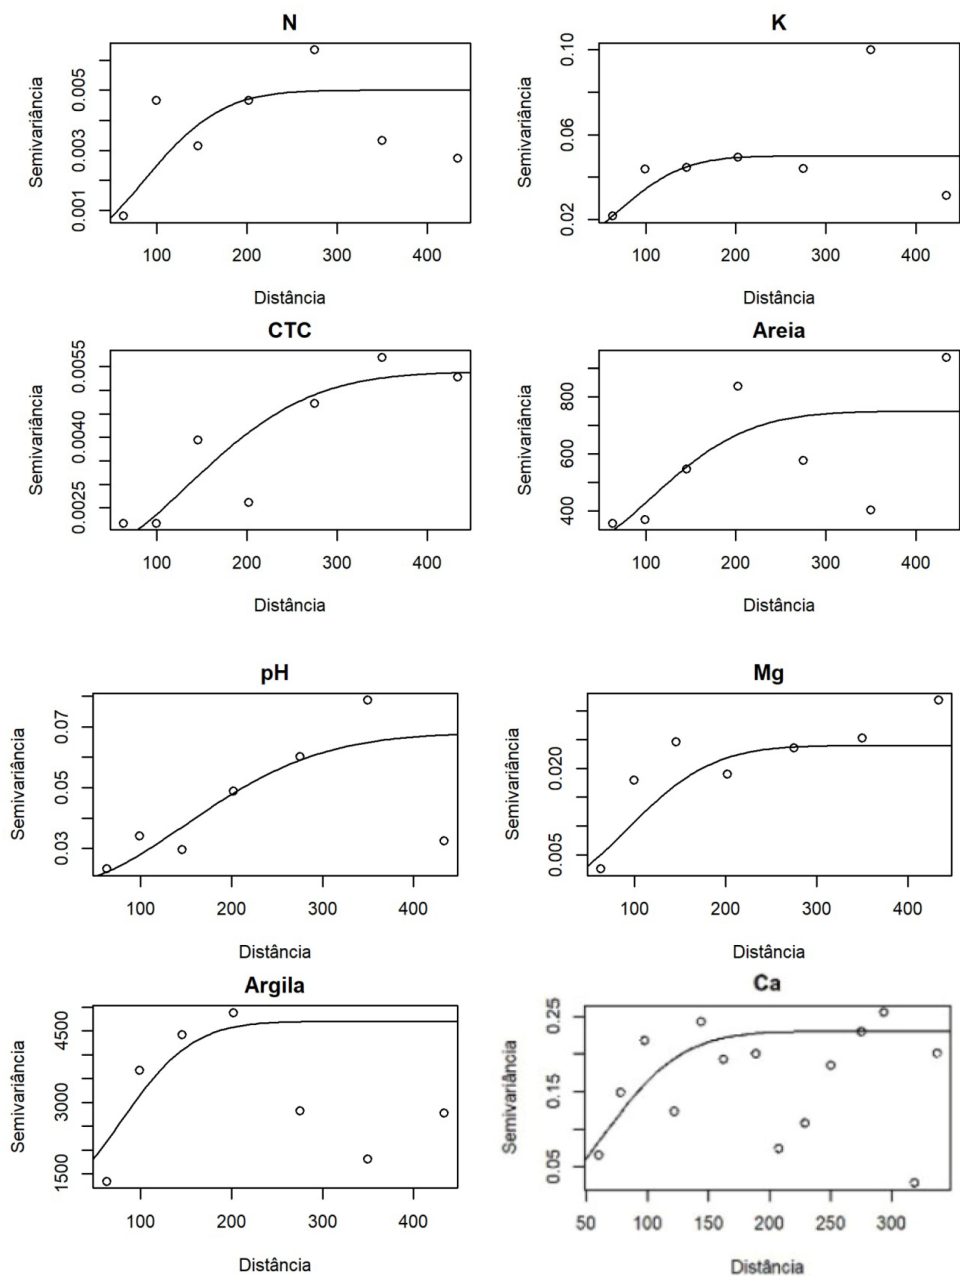 N
Semivariância
0.001 0.003 0.005
100 200 300 400
Distância
K
Semivariância
0.02 0.06 0.10
100 200 300 400
Distância
CTC
Semivariância
0.0025 0.0040 0.0055
100 200 300 400
Distância
Areia
Semivariância
400 600 800
100 200 300 400
Distância
pH
Semivariância
0.03 0.05 0.07
100 200 300 400
Distância
Mg
Semivariância
0.005 0.020
100 200 300 400
Distância
Argila
Semivariância
1500 3000 4500
100 200 300 400
Distância
Ca
Semivariância
0.05 0.15 0.25
50 100 150 200 250 300
Distância